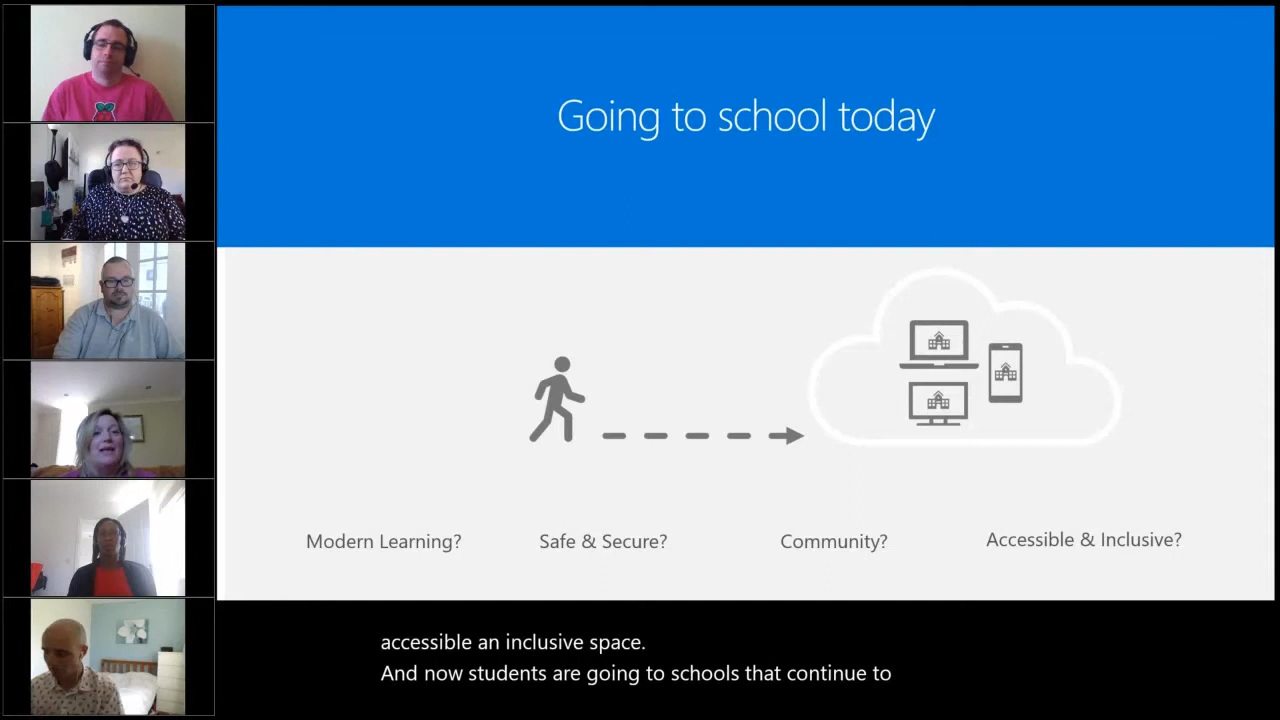 Going to school today
Modern Learning?
Safe & Secure?
Community?
Accessible & Inclusive?
accessible an inclusive space.
And now students are going to schools that continue to